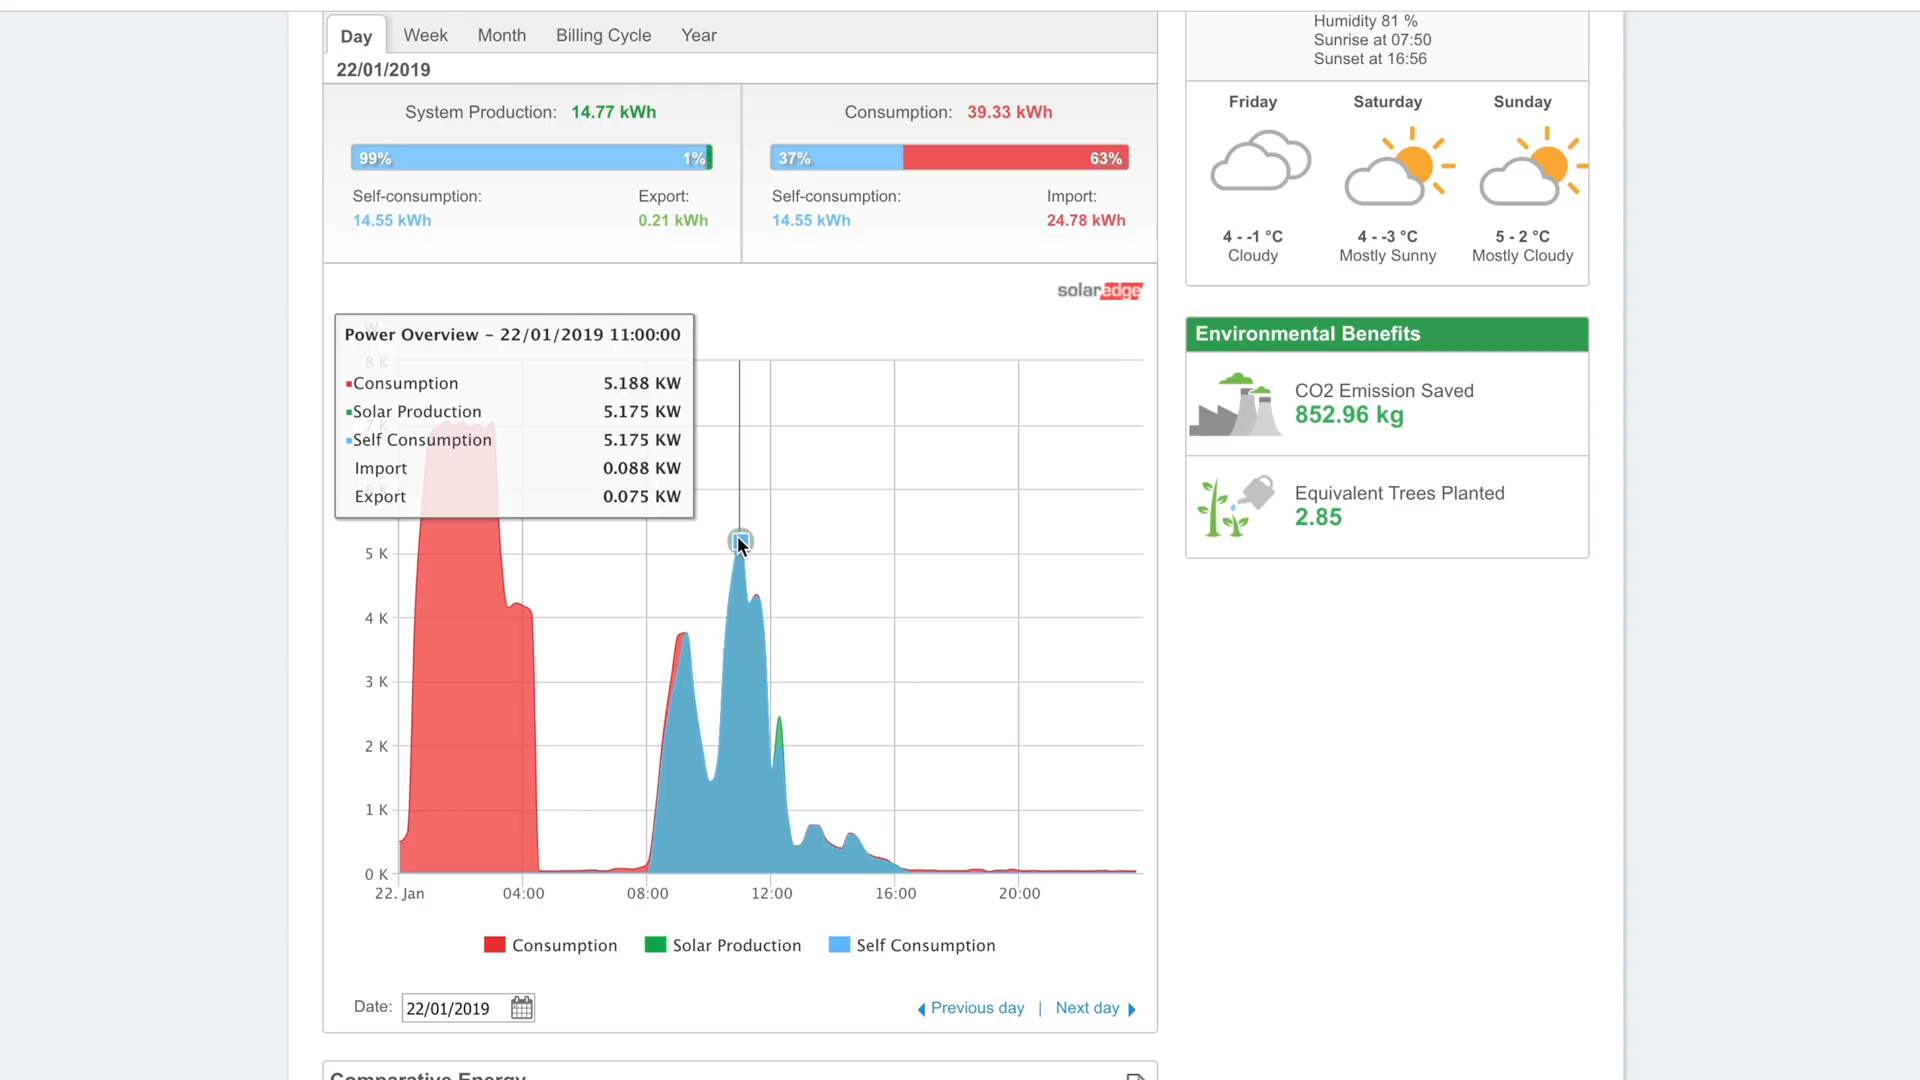 Humidity 81 %
Sunrise at 07:50
Sunset at 16:56
Day Week Month Billing Cycle Year
22/01/2019
System Production: 14.77 kWh
99% 1%
Self-consumption: Export:
14.55 kWh 0.21 kWh
Consumption: 39.33 kWh
37% 63%
Self-consumption: Import:
14.55 kWh 24.78 kWh
Friday Saturday Sunday
4 - -1 °C 4 - -3 °C 5 - 2 °C
Cloudy Mostly Sunny Mostly Cloudy
solaredge
Power Overview – 22/01/2019 11:00:00
Consumption 5.188 KW
Solar Production 5.175 KW
Self Consumption 5.175 KW
Import 0.088 KW
Export 0.075 KW
8 K
7 K
5 K
4 K
3 K
2 K
1 K
0 K
22. Jan 04:00 08:00 12:00 16:00 20:00
Consumption Solar Production Self Consumption
Date: 22/01/2019
Previous day | Next day
Environmental Benefits
CO2 Emission Saved
852.96 kg
Equivalent Trees Planted
2.85
Comparative Energy